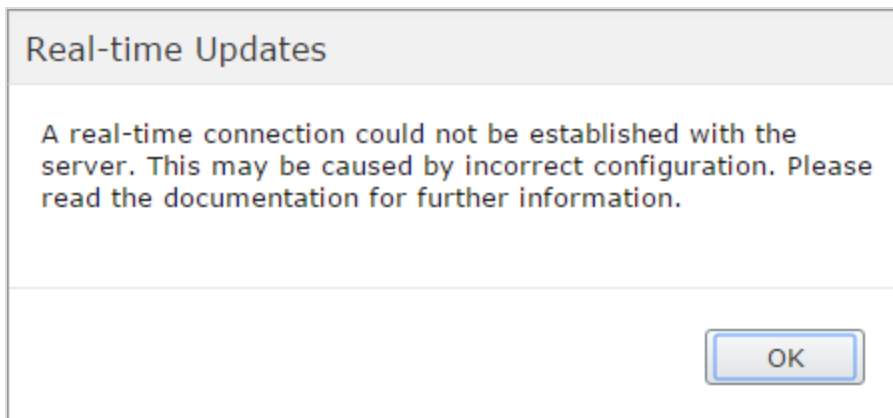 Real-time Updates
A real-time connection could not be established with the
server. This may be caused by incorrect configuration. Please
read the documentation for further information.
OK